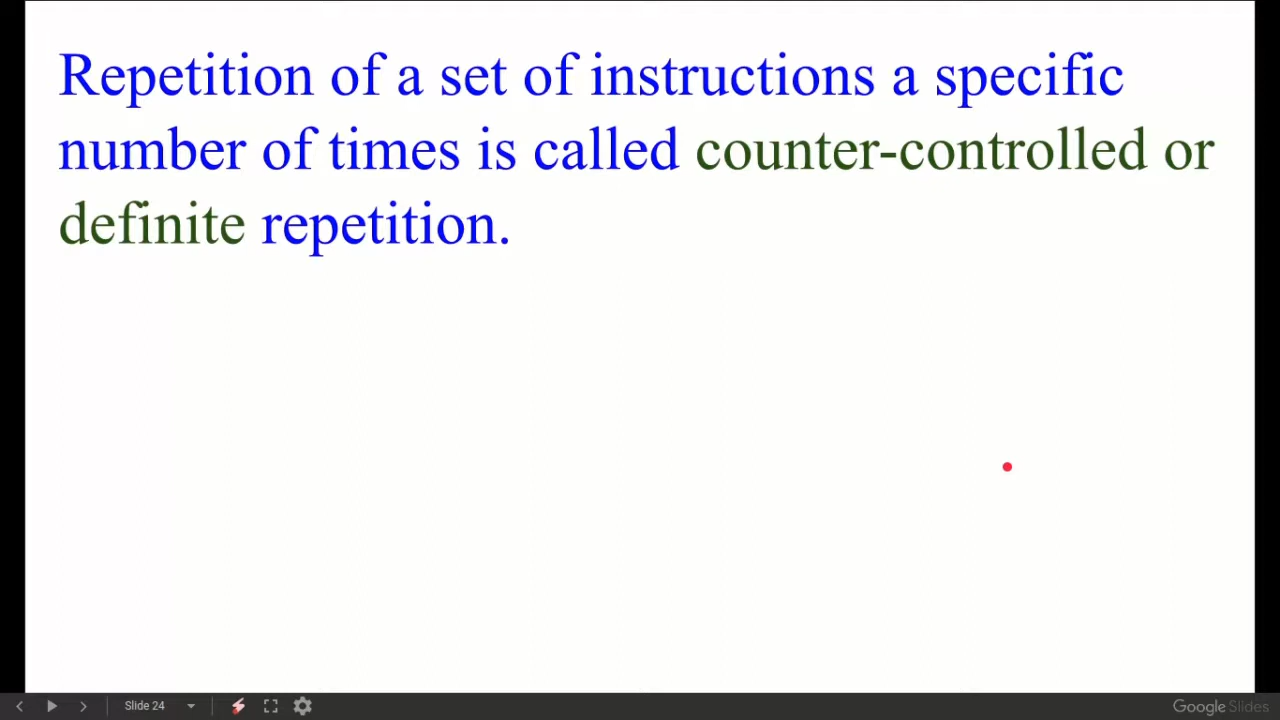 Repetition of a set of instructions a specific
number of times is called counter-controlled or
definite repetition.
Slide 24
Google Slides